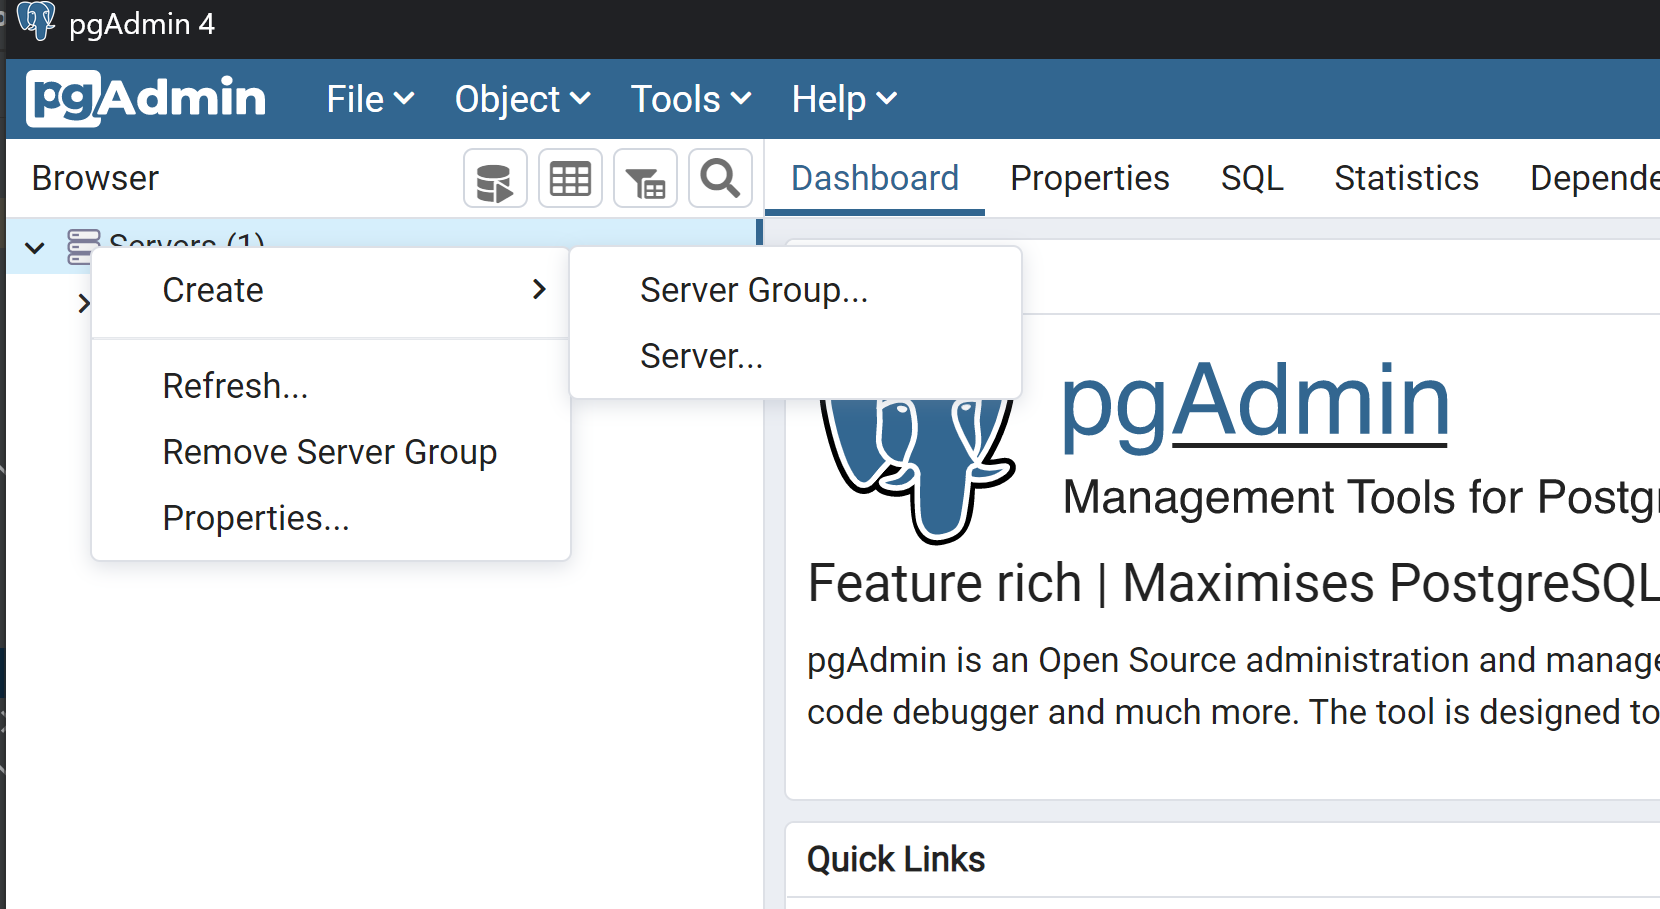 pgAdmin 4
pgAdmin File Object Tools Help
Browser Dashboard Properties SQL Statistics Depende
Servers (1)
Create Server Group...
Server...
Refresh...
Remove Server Group
Properties...
pgAdmin
Management Tools for Postgr
Feature rich | Maximises PostgreSQL
pgAdmin is an Open Source administration and manage
code debugger and much more. The tool is designed to
Quick Links